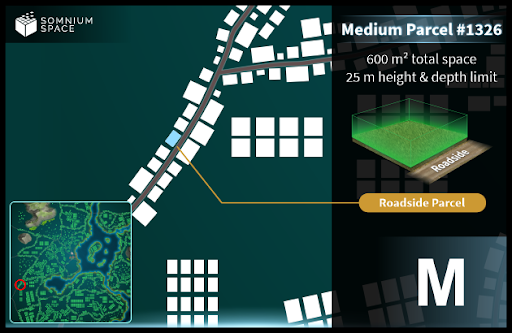 SOMNIUM
SPACE
Medium Parcel #1326
600 m² total space
25 m height & depth limit
Roadside
Roadside Parcel
M